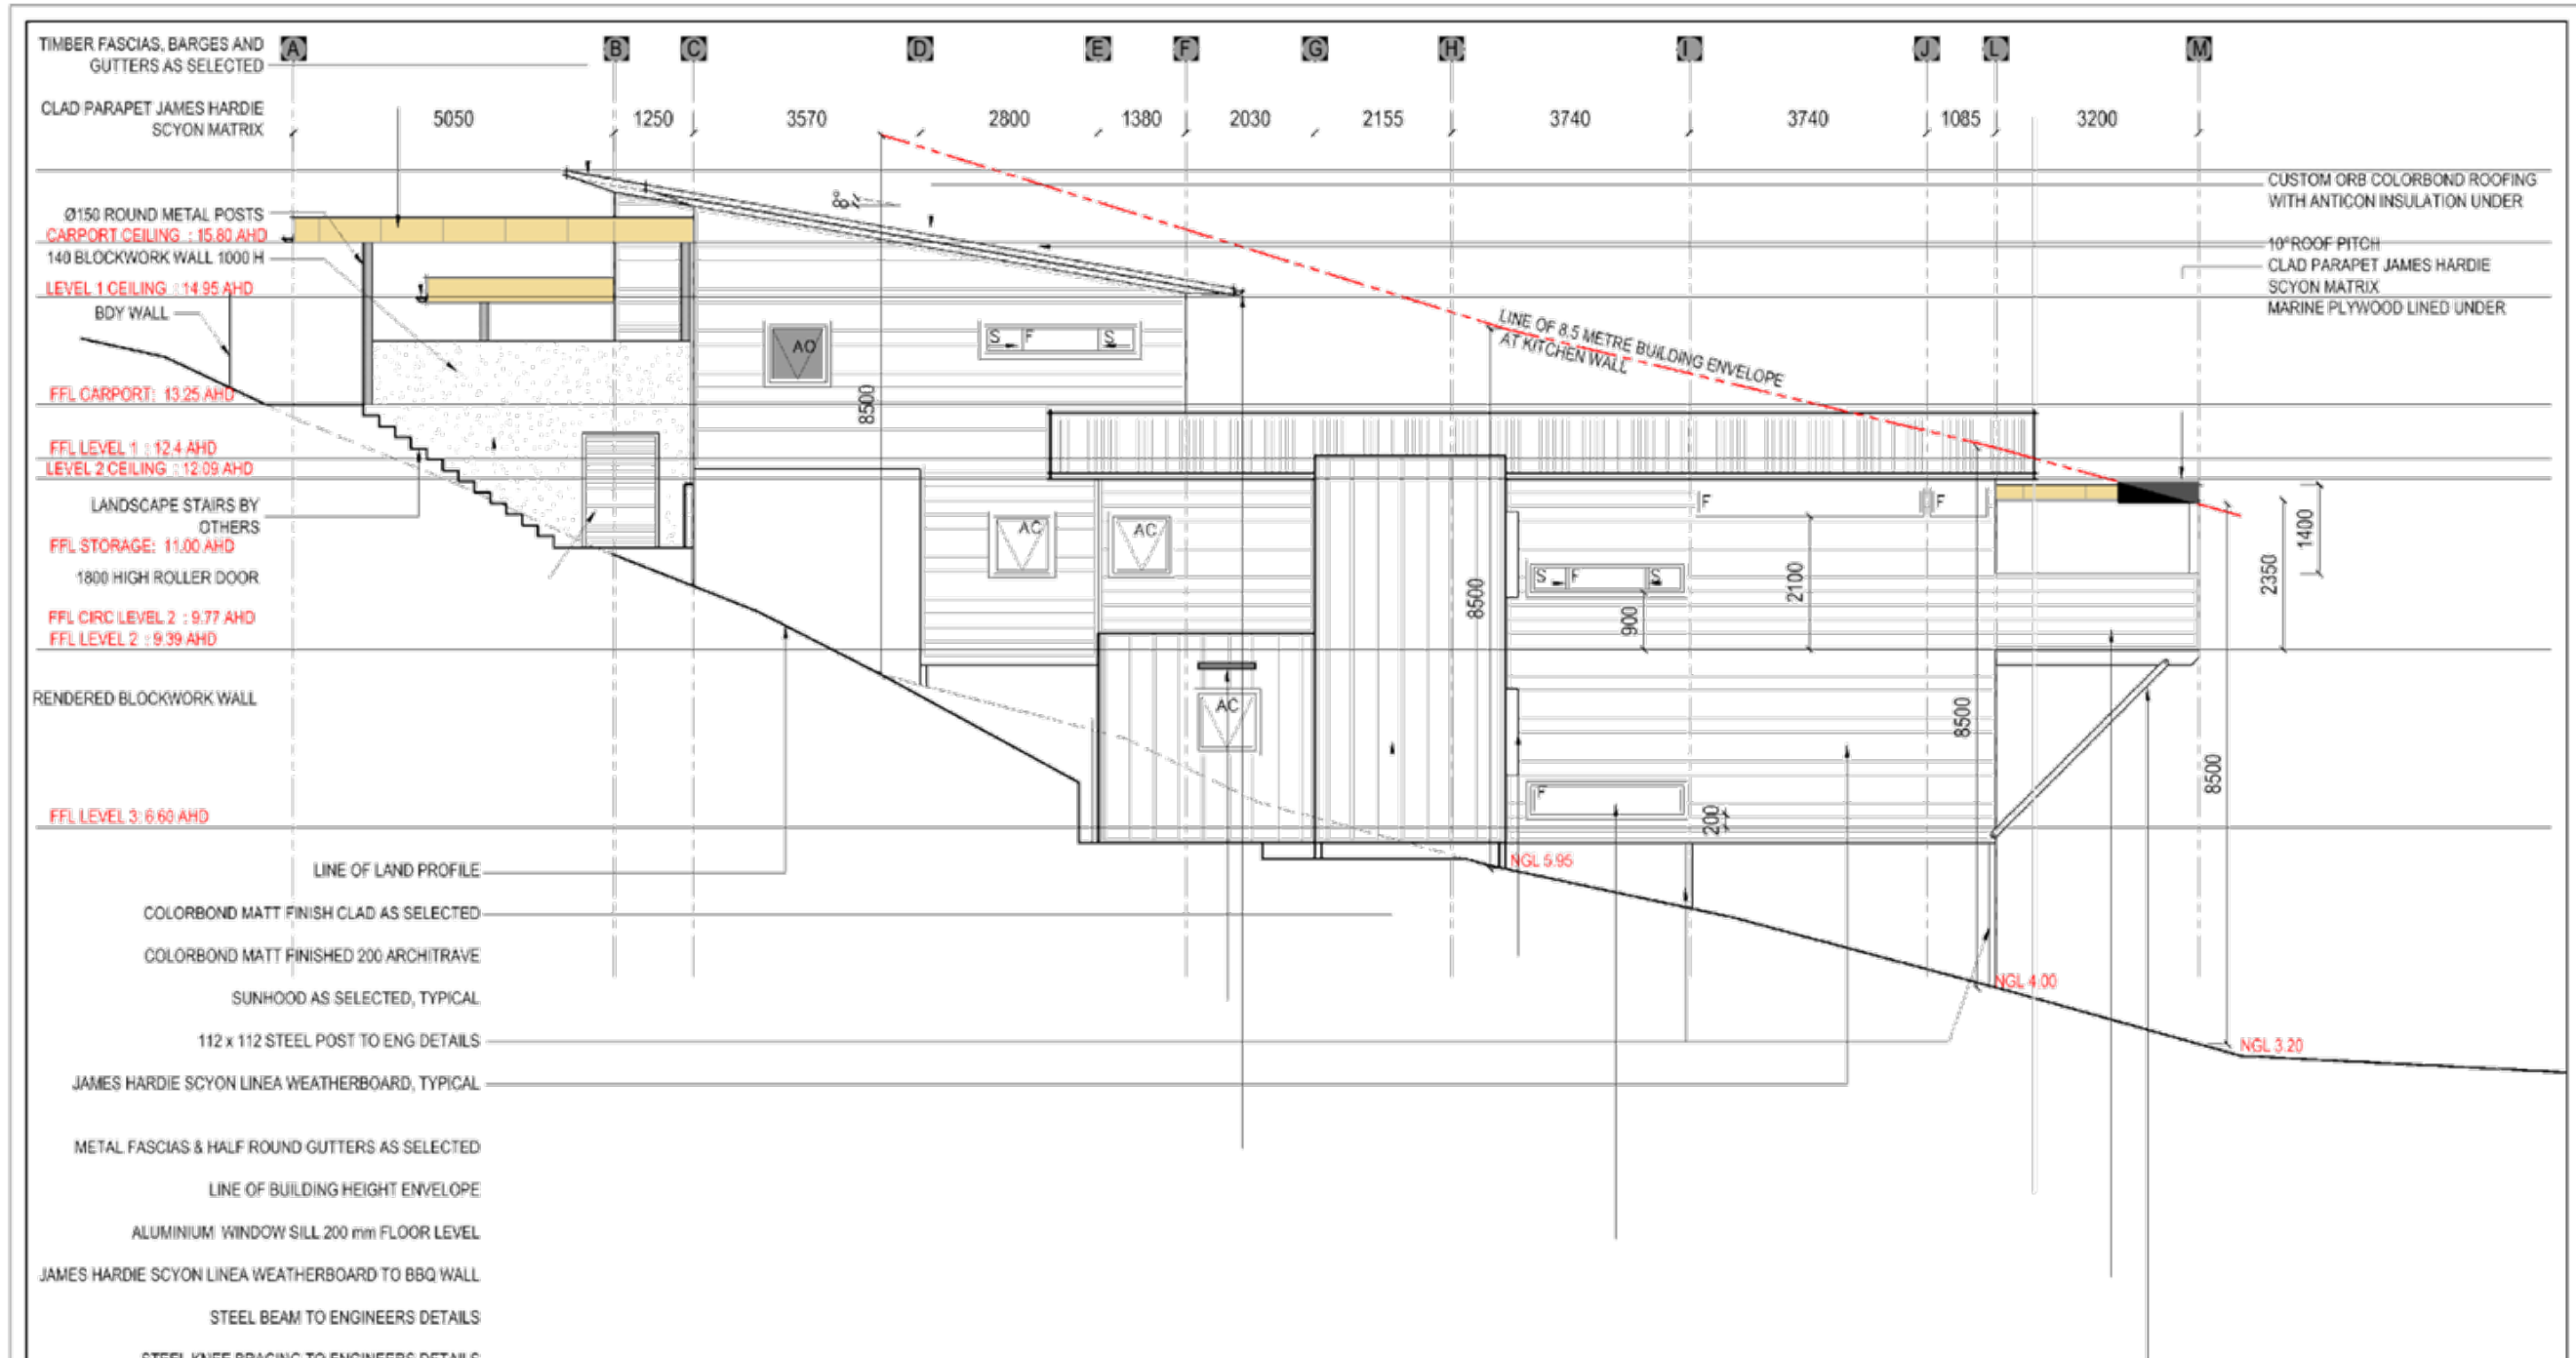 TIMBER FASCIAS, BARGES AND
GUTTERS AS SELECTED
A B C D E F G H I J L M
CLAD PARAPET JAMES HARDIE
SCYON MATRIX
5050 1250 3570 2800 1380 2030 2155 3740 3740 1085 3200
Ø150 ROUND METAL POSTS
CARPORT CEILING : 15.80 AHD
140 BLOCKWORK WALL 1000 H
LEVEL 1 CEILING : 14.95 AHD
BDY WALL
FFL CARPORT: 13.25 AHD
FFL LEVEL 1 : 12.4 AHD
LEVEL 2 CEILING : 12.09 AHD
LANDSCAPE STAIRS BY
OTHERS
FFL STORAGE: 11.00 AHD
1800 HIGH ROLLER DOOR
FFL CIRC LEVEL 2 : 9.77 AHD
FFL LEVEL 2 : 9.39 AHD
RENDERED BLOCKWORK WALL
FFL LEVEL 3: 6.60 AHD
8°
CUSTOM ORB COLORBOND ROOFING
WITH ANTICON INSULATION UNDER
10° ROOF PITCH
CLAD PARAPET JAMES HARDIE
SCYON MATRIX
MARINE PLYWOOD LINED UNDER
LINE OF 8.5 METRE BUILDING ENVELOPE
AT KITCHEN WALL
AO
S F S
8500
AC
AC
F
F
1400
2350
S F S
8500
2100
900
AC
8500
8500
F
200
NGL 5.95
NGL 4.00
NGL 3.20
LINE OF LAND PROFILE
COLORBOND MATT FINISH CLAD AS SELECTED
COLORBOND MATT FINISHED 200 ARCHITRAVE
SUNHOOD AS SELECTED, TYPICAL
112 x 112 STEEL POST TO ENG DETAILS
JAMES HARDIE SCYON LINEA WEATHERBOARD, TYPICAL
METAL FASCIAS & HALF ROUND GUTTERS AS SELECTED
LINE OF BUILDING HEIGHT ENVELOPE
ALUMINIUM WINDOW SILL 200 mm FLOOR LEVEL
JAMES HARDIE SCYON LINEA WEATHERBOARD TO BBQ WALL
STEEL BEAM TO ENGINEERS DETAILS
STEEL KNEE BRACING TO ENGINEERS DETAILS